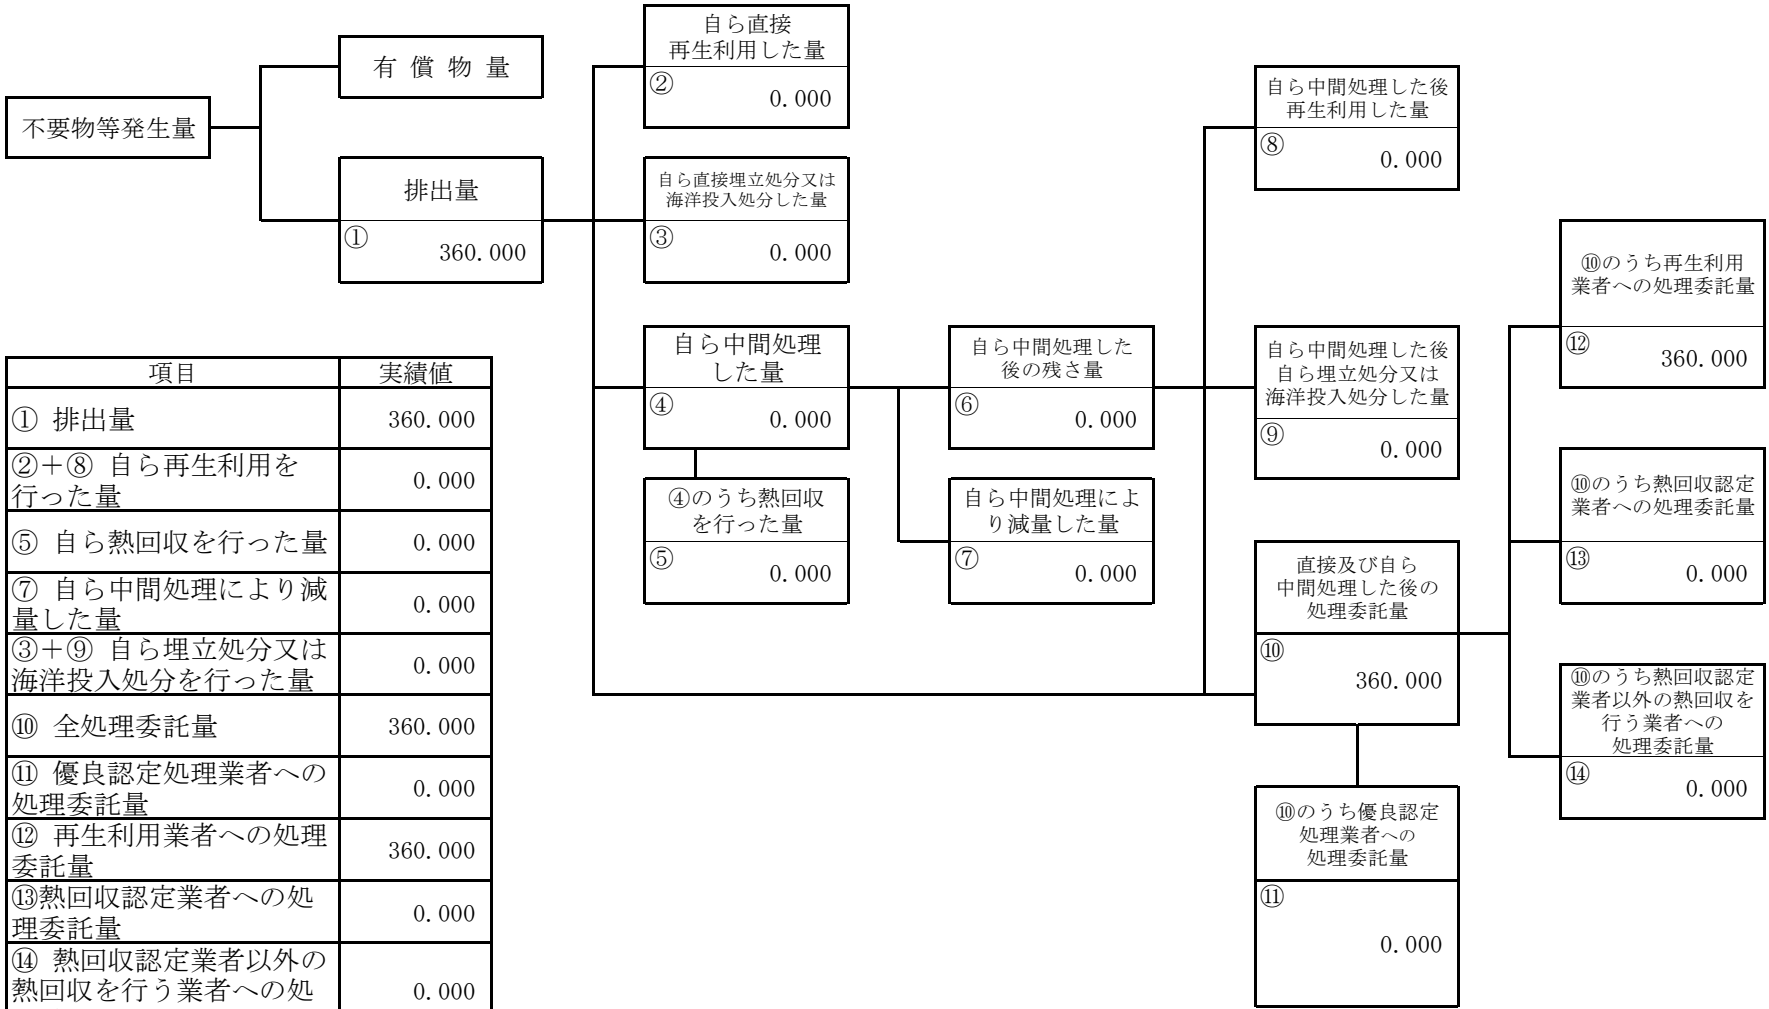 不要物等発生量
有 償 物 量
排出量
①
360.000
自ら直接
再生利用した量
②
0.000
自ら直接埋立処分又は
海洋投入処分した量
③
0.000
自ら中間処理
した量
④
0.000
④のうち熱回収
を行った量
⑤
0.000
自ら中間処理した
後の残さ量
⑥
0.000
自ら中間処理によ
り減量した量
⑦
0.000
自ら中間処理した後
再生利用した量
⑧
0.000
自ら中間処理した後
自ら埋立処分又は
海洋投入処分した量
⑨
0.000
直接及び自ら
中間処理した後の
処理委託量
⑩
360.000
⑩のうち優良認定
処理業者への
処理委託量
⑪
0.000
⑩のうち再生利用
業者への処理委託量
⑫
360.000
⑩のうち熱回収認定
業者への処理委託量
⑬
0.000
⑩のうち熱回収認定
業者以外の熱回収を
行う業者への
処理委託量
⑭
0.000
項目 実績値
① 排出量 360.000
②＋⑧ 自ら再生利用を
行った量 0.000
⑤ 自ら熱回収を行った量 0.000
⑦ 自ら中間処理により減
量した量 0.000
③＋⑨ 自ら埋立処分又は
海洋投入処分を行った量 0.000
⑩ 全処理委託量 360.000
⑪ 優良認定処理業者への
処理委託量 0.000
⑫ 再生利用業者への処理
委託量 360.000
⑬熱回収認定業者への処
理委託量 0.000
⑭ 熱回収認定業者以外の
熱回収を行う業者への処 0.000